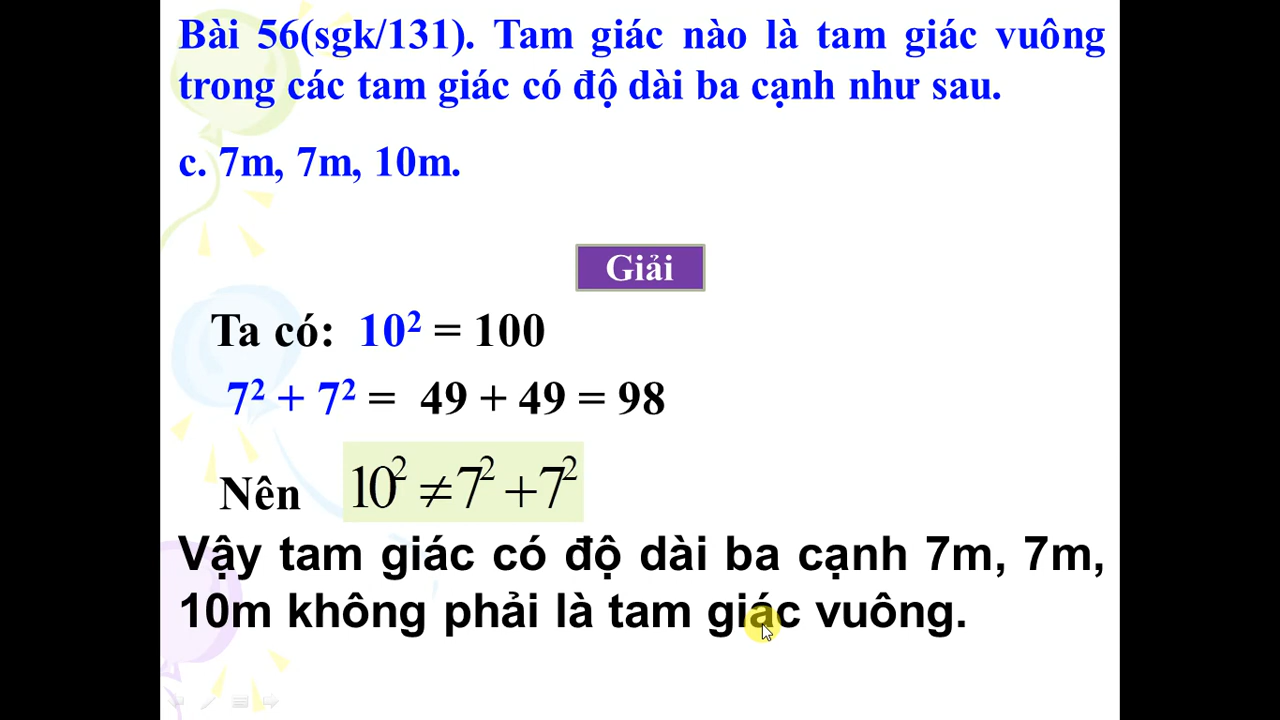 Bài 56(sgk/131). Tam giác nào là tam giác vuông
trong các tam giác có độ dài ba cạnh như sau.
c. 7m, 7m, 10m.
Giải
Ta có: 10² = 100
7² + 7² = 49 + 49 = 98
Nên 10² ≠ 7² + 7²
Vậy tam giác có độ dài ba cạnh 7m, 7m,
10m không phải là tam giác vuông.